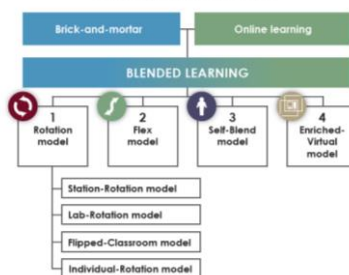 Brick-and-mortar
Online learning
BLENDED LEARNING
1
Rotation
model
2
Flex
model
3
Self-Blend
model
4
Enriched-
Virtual
model
Station-Rotation model
Lab-Rotation model
Flipped-Classroom model
Individual-Rotation model